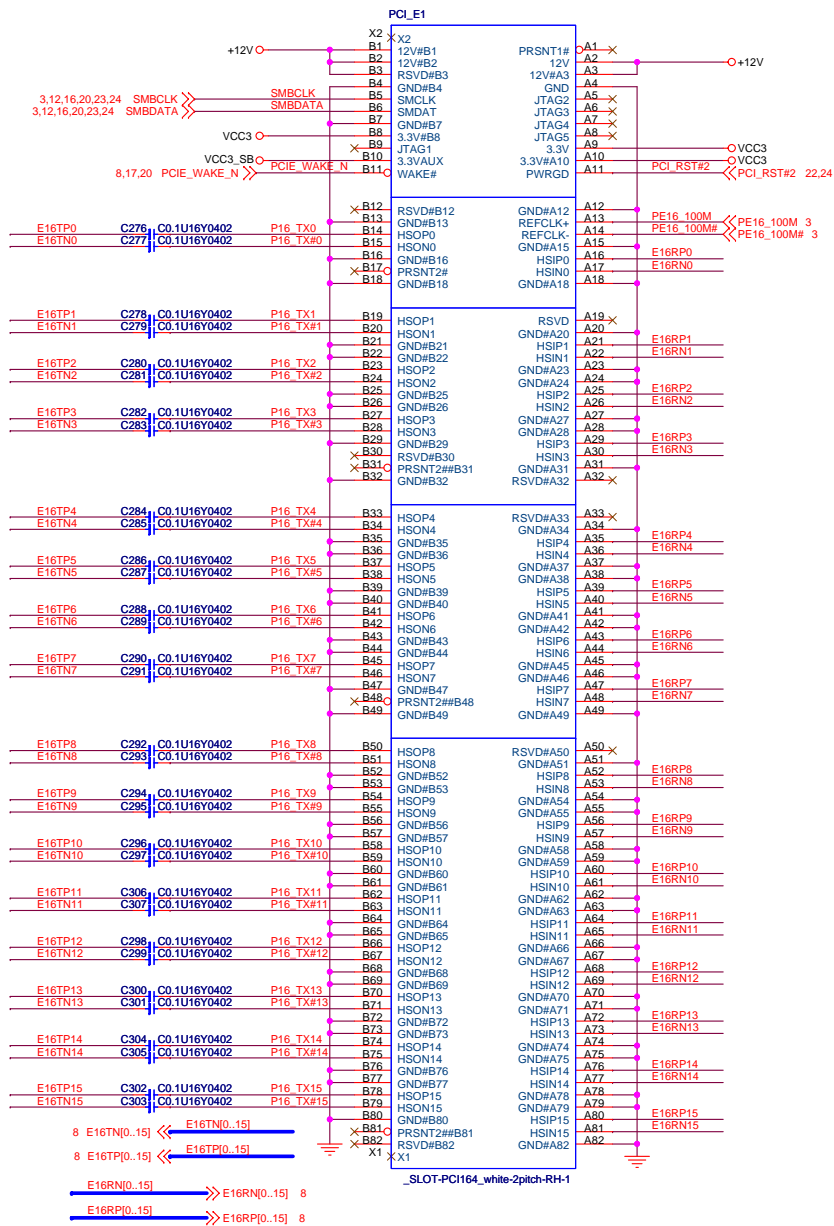 PCI_E1
X2 X2
+12V B1 12V#B1 PRSNT1# A1
B2 12V#B2 12V A2 +12V
B3 RSVD#B3 12V#A3 A3
B4 GND#B4 GND A4
3,12,16,20,23,24 SMBCLK SMBCLK B5 SMCLK JTAG2 A5
3,12,16,20,23,24 SMBDATA SMBDATA B6 SMDAT JTAG3 A6
B7 GND#B7 JTAG4 A7
VCC3 B8 3.3V#B8 JTAG5 A8
B9 JTAG1 3.3V A9 VCC3
VCC3_SB B10 3.3VAUX 3.3V#A10 A10 VCC3
8,17,20 PCIE_WAKE_N PCIE_WAKE_N B11 WAKE# PWRGD A11 PCI_RST#2 PCI_RST#2 22,24
B12 RSVD#B12 GND#A12 A12
B13 GND#B13 REFCLK+ A13 PE16_100M PE16_100M 3
E16TP0 C276 C0.1U16Y0402 P16_TX0 B14 HSOP0 REFCLK- A14 PE16_100M# PE16_100M# 3
E16TN0 C277 C0.1U16Y0402 P16_TX#0 B15 HSON0 GND#A15 A15
B16 GND#B16 HSIP0 A16 E16RP0
B17 PRSNT2# HSIN0 A17 E16RN0
B18 GND#B18 GND#A18 A18
E16TP1 C278 C0.1U16Y0402 P16_TX1 B19 HSOP1 RSVD A19
E16TN1 C279 C0.1U16Y0402 P16_TX#1 B20 HSON1 GND#A20 A20
B21 GND#B21 HSIP1 A21 E16RP1
B22 GND#B22 HSIN1 A22 E16RN1
E16TP2 C280 C0.1U16Y0402 P16_TX2 B23 HSOP2 GND#A23 A23
E16TN2 C281 C0.1U16Y0402 P16_TX#2 B24 HSON2 GND#A24 A24
B25 GND#B25 HSIP2 A25 E16RP2
B26 GND#B26 HSIN2 A26 E16RN2
E16TP3 C282 C0.1U16Y0402 P16_TX3 B27 HSOP3 GND#A27 A27
E16TN3 C283 C0.1U16Y0402 P16_TX#3 B28 HSON3 GND#A28 A28
B29 GND#B29 HSIP3 A29 E16RP3
B30 RSVD#B30 HSIN3 A30 E16RN3
B31 PRSNT2##B31 GND#A31 A31
B32 GND#B32 RSVD#A32 A32
E16TP4 C284 C0.1U16Y0402 P16_TX4 B33 HSOP4 RSVD#A33 A33
E16TN4 C285 C0.1U16Y0402 P16_TX#4 B34 HSON4 GND#A34 A34
B35 GND#B35 HSIP4 A35 E16RP4
B36 GND#B36 HSIN4 A36 E16RN4
E16TP5 C286 C0.1U16Y0402 P16_TX5 B37 HSOP5 GND#A37 A37
E16TN5 C287 C0.1U16Y0402 P16_TX#5 B38 HSON5 GND#A38 A38
B39 GND#B39 HSIP5 A39 E16RP5
B40 GND#B40 HSIN5 A40 E16RN5
E16TP6 C288 C0.1U16Y0402 P16_TX6 B41 HSOP6 GND#A41 A41
E16TN6 C289 C0.1U16Y0402 P16_TX#6 B42 HSON6 GND#A42 A42
B43 GND#B43 HSIP6 A43 E16RP6
B44 GND#B44 HSIN6 A44 E16RN6
E16TP7 C290 C0.1U16Y0402 P16_TX7 B45 HSOP7 GND#A45 A45
E16TN7 C291 C0.1U16Y0402 P16_TX#7 B46 HSON7 GND#A46 A46
B47 GND#B47 HSIP7 A47 E16RP7
B48 PRSNT2##B48 HSIN7 A48 E16RN7
B49 GND#B49 GND#A49 A49
E16TP8 C292 C0.1U16Y0402 P16_TX8 B50 HSOP8 RSVD#A50 A50
E16TN8 C293 C0.1U16Y0402 P16_TX#8 B51 HSON8 GND#A51 A51
B52 GND#B52 HSIP8 A52 E16RP8
B53 GND#B53 HSIN8 A53 E16RN8
E16TP9 C294 C0.1U16Y0402 P16_TX9 B54 HSOP9 GND#A54 A54
E16TN9 C295 C0.1U16Y0402 P16_TX#9 B55 HSON9 GND#A55 A55
B56 GND#B56 HSIP9 A56 E16RP9
B57 GND#B57 HSIN9 A57 E16RN9
E16TP10 C296 C0.1U16Y0402 P16_TX10 B58 HSOP10 GND#A58 A58
E16TN10 C297 C0.1U16Y0402 P16_TX#10 B59 HSON10 GND#A59 A59
B60 GND#B60 HSIP10 A60 E16RP10
B61 GND#B61 HSIN10 A61 E16RN10
E16TP11 C306 C0.1U16Y0402 P16_TX11 B62 HSOP11 GND#A62 A62
E16TN11 C307 C0.1U16Y0402 P16_TX#11 B63 HSON11 GND#A63 A63
B64 GND#B64 HSIP11 A64 E16RP11
B65 GND#B65 HSIN11 A65 E16RN11
E16TP12 C298 C0.1U16Y0402 P16_TX12 B66 HSOP12 GND#A66 A66
E16TN12 C299 C0.1U16Y0402 P16_TX#12 B67 HSON12 GND#A67 A67
B68 GND#B68 HSIP12 A68 E16RP12
B69 GND#B69 HSIN12 A69 E16RN12
E16TP13 C300 C0.1U16Y0402 P16_TX13 B70 HSOP13 GND#A70 A70
E16TN13 C301 C0.1U16Y0402 P16_TX#13 B71 HSON13 GND#A71 A71
B72 GND#B72 HSIP13 A72 E16RP13
B73 GND#B73 HSIN13 A73 E16RN13
E16TP14 C304 C0.1U16Y0402 P16_TX14 B74 HSOP14 GND#A74 A74
E16TN14 C305 C0.1U16Y0402 P16_TX#14 B75 HSON14 GND#A75 A75
B76 GND#B76 HSIP14 A76 E16RP14
B77 GND#B77 HSIN14 A77 E16RN14
E16TP15 C302 C0.1U16Y0402 P16_TX15 B78 HSOP15 GND#A78 A78
E16TN15 C303 C0.1U16Y0402 P16_TX#15 B79 HSON15 GND#A79 A79
B80 GND#B80 HSIP15 A80 E16RP15
8 E16TN[0..15] E16TN[0..15] B81 PRSNT2##B81 HSIN15 A81 E16RN15
B82 RSVD#B82 GND#A82 A82
8 E16TP[0..15] E16TP[0..15] X1 X1
_SLOT-PCI164_white-2pitch-RH-1
E16RN[0..15] E16RN[0..15] 8
E16RP[0..15] E16RP[0..15] 8